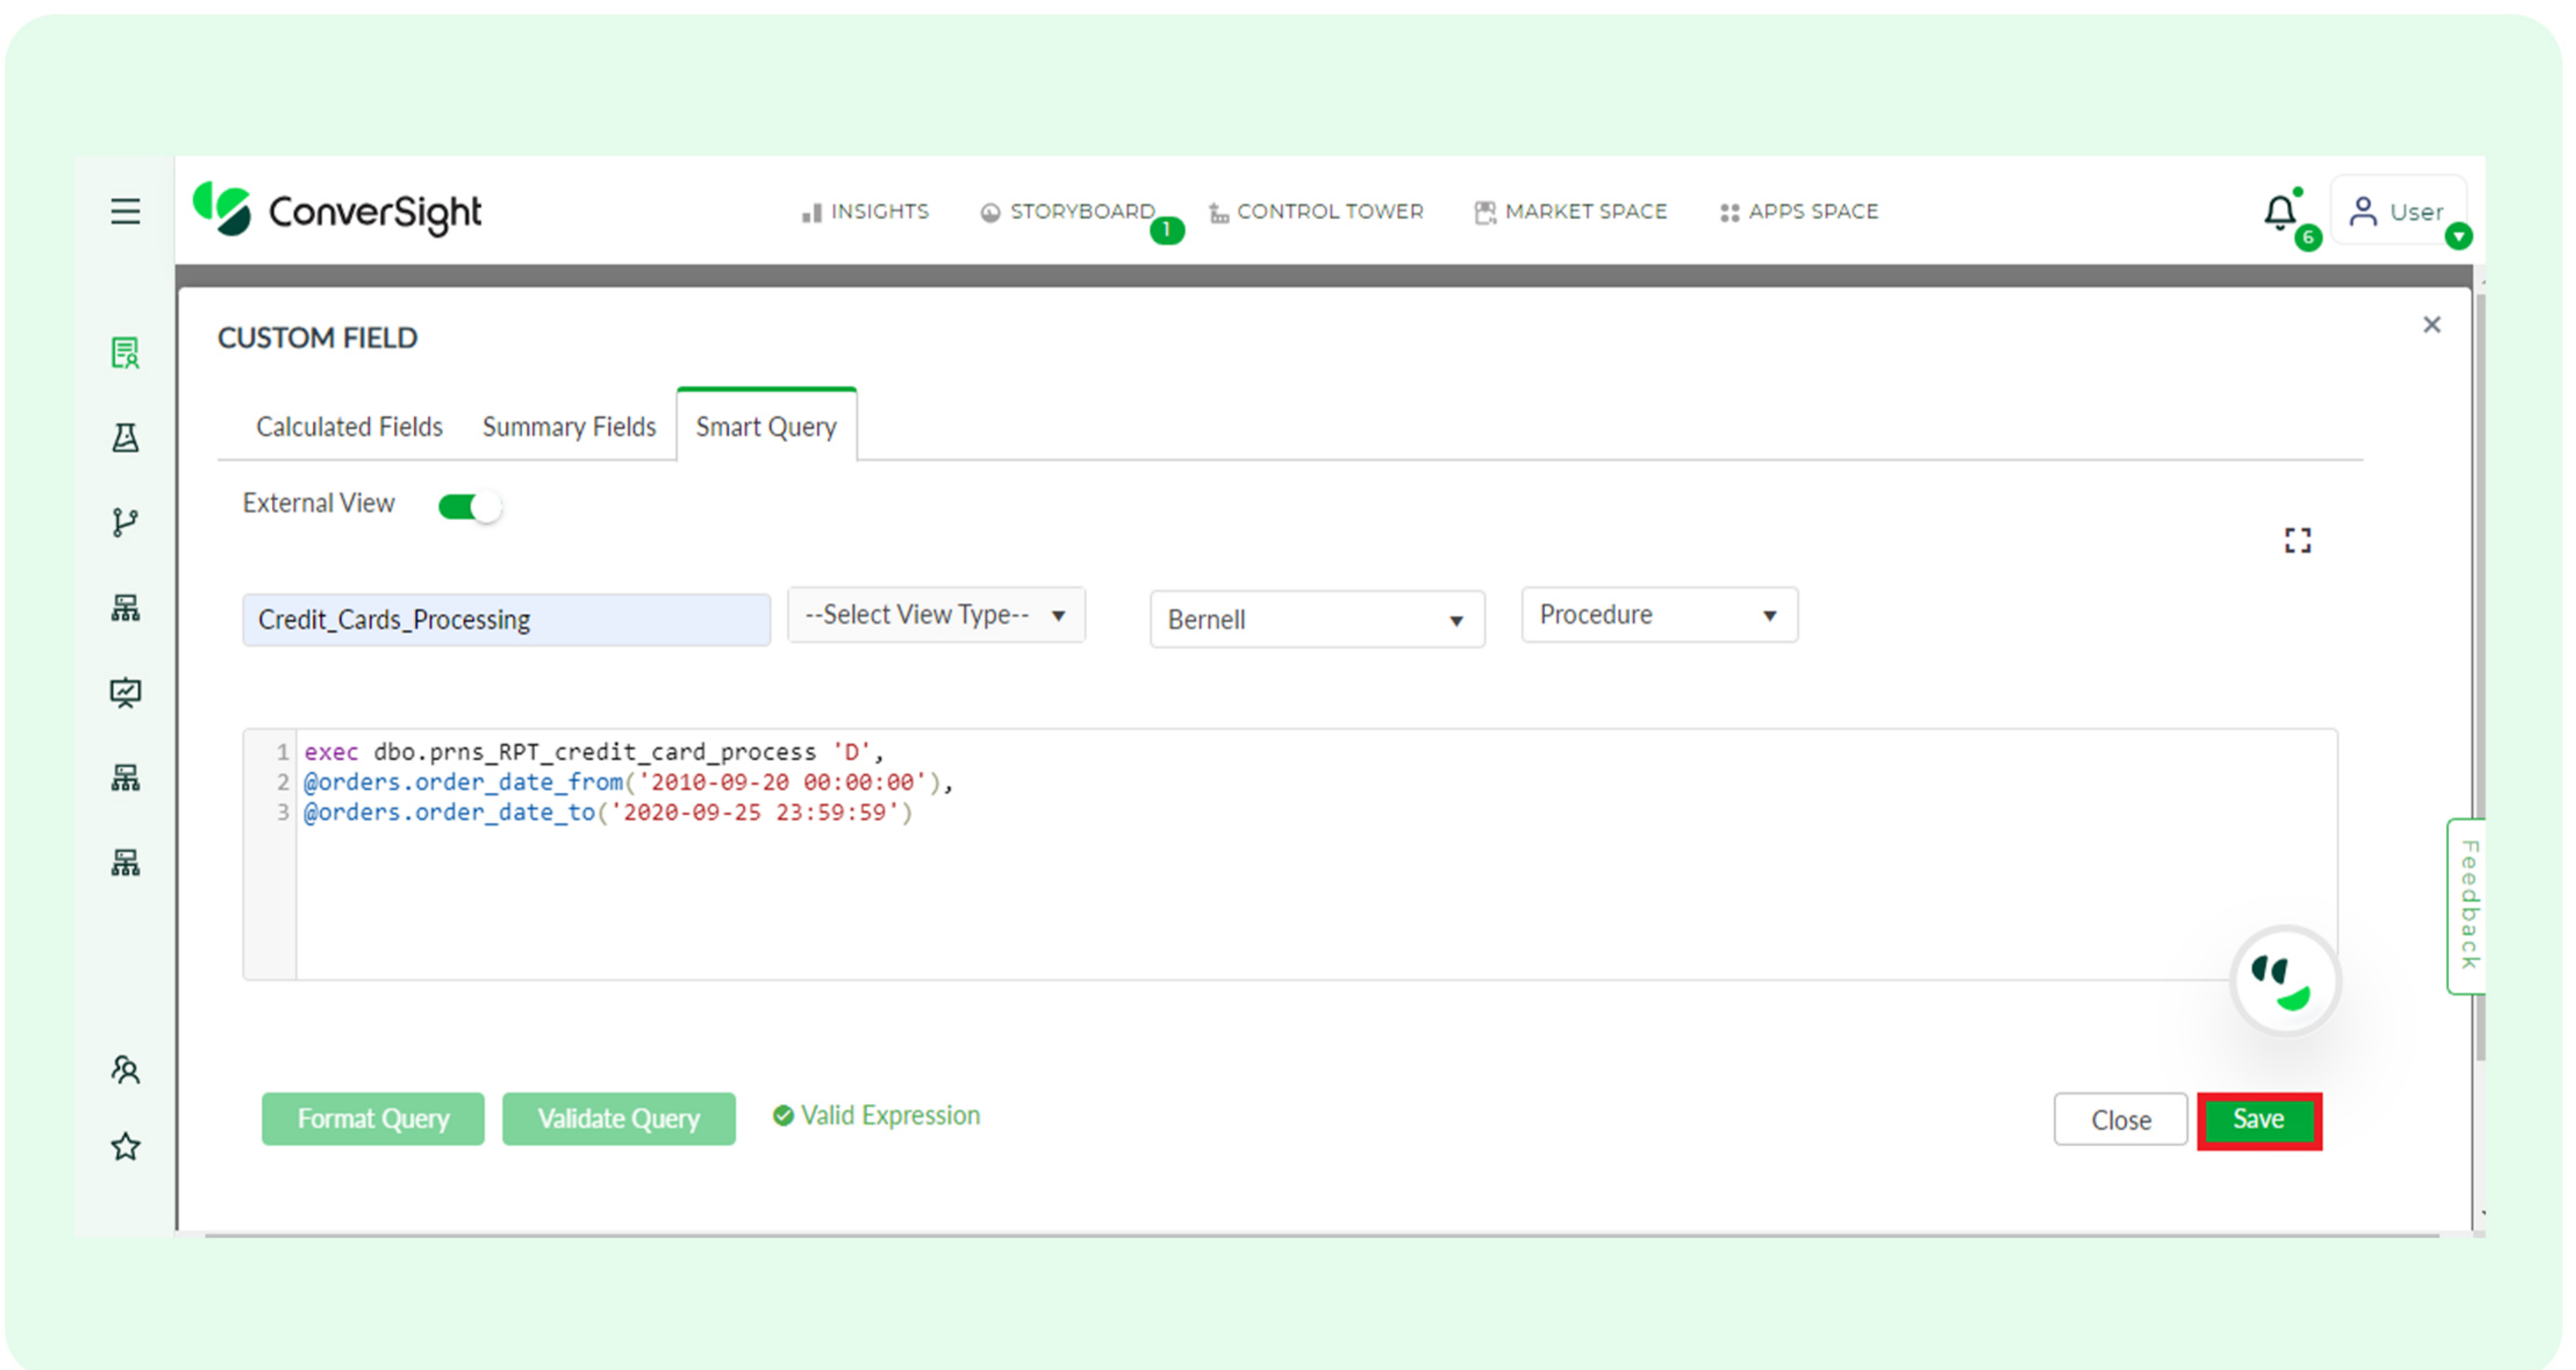 ConverSight
INSIGHTS
STORYBOARD
1
CONTROL TOWER
MARKET SPACE
APPS SPACE
6
User
CUSTOM FIELD
Calculated Fields
Summary Fields
Smart Query
External View
Credit_Cards_Processing
--Select View Type--
Bernell
Procedure
1 exec dbo.prns_RPT_credit_card_process 'D',
2 @orders.order_date_from('2010-09-20 00:00:00'),
3 @orders.order_date_to('2020-09-25 23:59:59')
Feedback
Format Query
Validate Query
Valid Expression
Close
Save